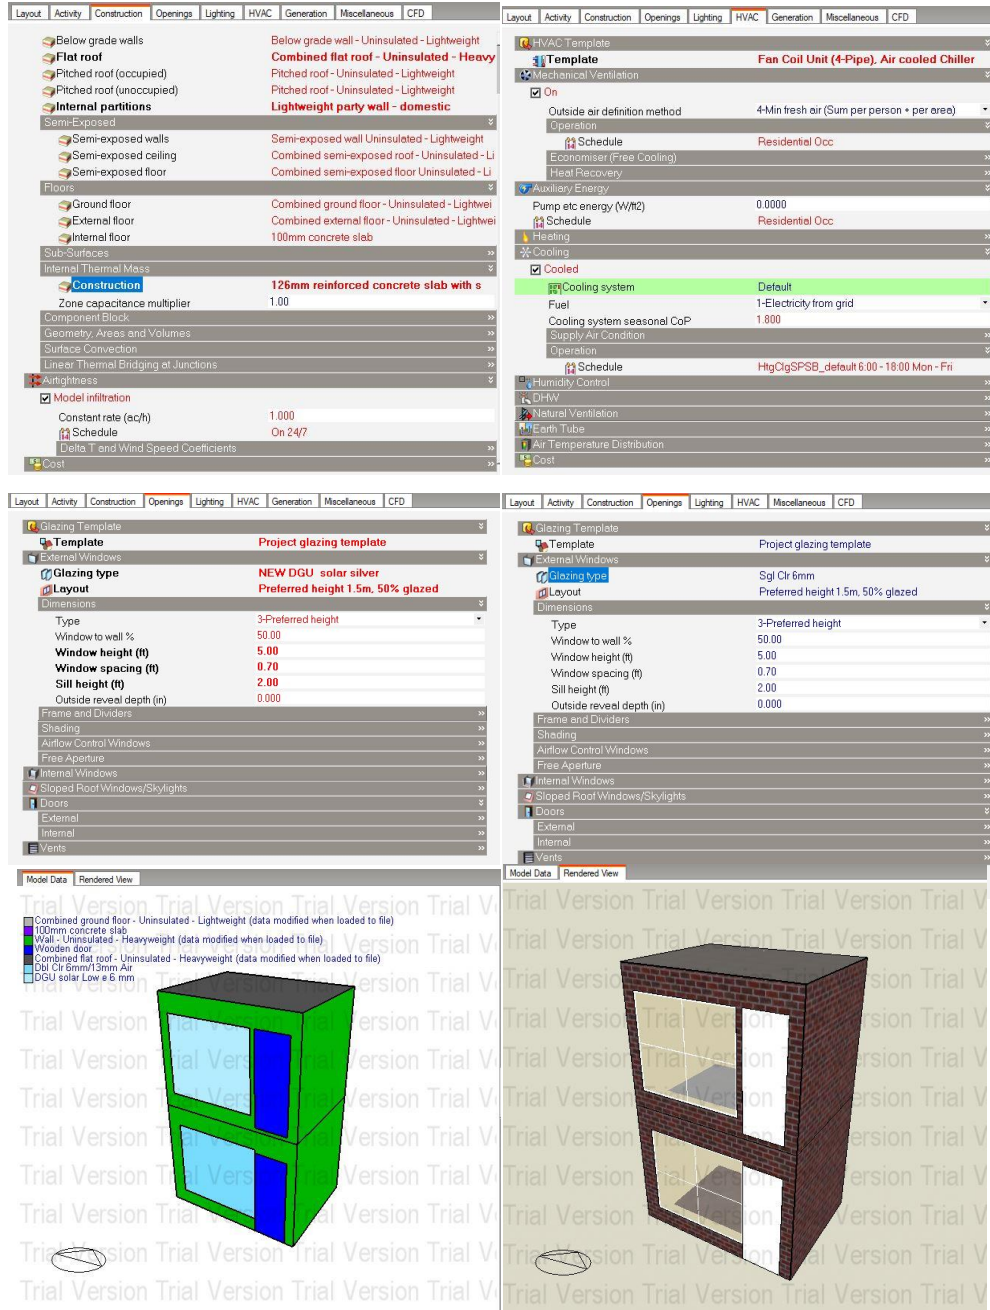 Layout Activity Construction Openings Lighting HVAC Generation Miscellaneous CFD
Below grade walls Below grade wall - Uninsulated - Lightweight
Flat roof Combined flat roof - Uninsulated - Heavy
Pitched roof (occupied) Pitched roof - Uninsulated - Lightweight
Pitched roof (unoccupied) Pitched roof - Uninsulated - Lightweight
Internal partitions Lightweight party wall - domestic
Semi-Exposed
Semi-exposed walls Semi-exposed wall Uninsulated - Lightweight
Semi-exposed ceiling Combined semi-exposed roof - Uninsulated - Li
Semi-exposed floor Combined semi-exposed floor Uninsulated - Li
Floors
Ground floor Combined ground floor - Uninsulated - Lightwei
External floor Combined external floor - Uninsulated - Lightwei
Internal floor 100mm concrete slab
Sub-Surfaces
Internal Thermal Mass
Construction 126mm reinforced concrete slab with s
Zone capacitance multiplier 1.00
Component Block
Geometry, Areas and Volumes
Surface Convection
Linear Thermal Bridging at Junctions
Airtightness
Model infiltration
Constant rate (ac/h) 1.000
Schedule On 24/7
Delta T and Wind Speed Coefficients
Cost
Layout Activity Construction Openings Lighting HVAC Generation Miscellaneous CFD
HVAC Template
Template Fan Coil Unit (4-Pipe), Air cooled Chiller
Mechanical Ventilation
On
Outside air definition method 4-Min fresh air (Sum per person + per area)
Operation
Schedule Residential Occ
Economiser (Free Cooling)
Heat Recovery
Auxiliary Energy
Pump etc energy (W/ft2) 0.0000
Schedule Residential Occ
Heating
Cooling
Cooled
Cooling system Default
Fuel 1-Electricity from grid
Cooling system seasonal CoP 1.800
Supply Air Condition
Operation
Schedule HtgClgSPSB_default 6:00 - 18:00 Mon - Fri
Humidity Control
DHW
Natural Ventilation
Earth Tube
Air Temperature Distribution
Cost
Layout Activity Construction Openings Lighting HVAC Generation Miscellaneous CFD
Glazing Template
Template Project glazing template
External Windows
Glazing type NEW DGU solar silver
Layout Preferred height 1.5m, 50% glazed
Dimensions
Type 3-Preferred height
Window to wall % 50.00
Window height (ft) 5.00
Window spacing (ft) 0.70
Sill height (ft) 2.00
Outside reveal depth (in) 0.000
Frame and Dividers
Shading
Airflow Control Windows
Free Aperture
Internal Windows
Sloped Roof Windows/Skylights
Doors
External
Internal
Vents
Layout Activity Construction Openings Lighting HVAC Generation Miscellaneous CFD
Glazing Template
Template Project glazing template
External Windows
Glazing type Sgl Clr 6mm
Layout Preferred height 1.5m, 50% glazed
Dimensions
Type 3-Preferred height
Window to wall % 50.00
Window height (ft) 5.00
Window spacing (ft) 0.70
Sill height (ft) 2.00
Outside reveal depth (in) 0.000
Frame and Dividers
Shading
Airflow Control Windows
Free Aperture
Internal Windows
Sloped Roof Windows/Skylights
Doors
External
Internal
Vents
Model Data Rendered View
Combined ground floor - Uninsulated - Lightweight (data modified when loaded to file)
100mm concrete slab
Wall - Uninsulated - Heavyweight (data modified when loaded to file)
Wooden door
Combined flat roof - Uninsulated - Heavyweight (data modified when loaded to file)
Dbl Clr 6mm/13mm Air
DGU solar Low e 6 mm
Trial Version Trial Version Trial Version Trial V
Model Data Rendered View
Trial Version Trial Version Trial Version Trial V